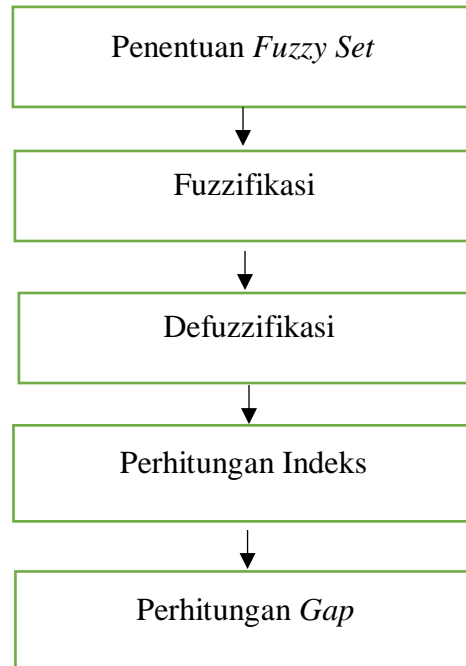 Penentuan Fuzzy Set
Fuzzifikasi
Defuzzifikasi
Perhitungan Indeks
Perhitungan Gap